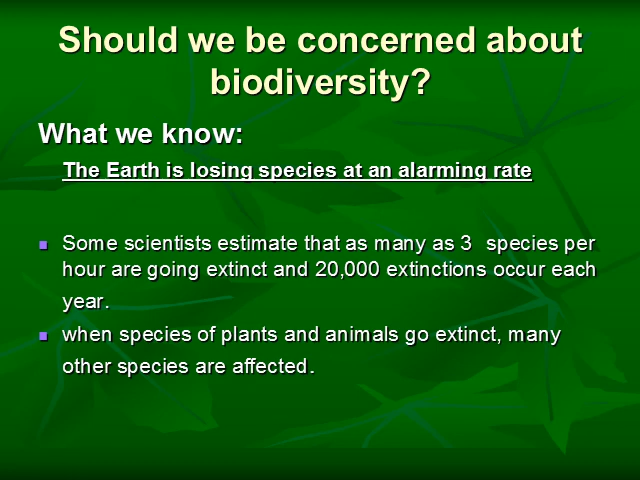 Should we be concerned about
biodiversity?
What we know:
The Earth is losing species at an alarming rate
Some scientists estimate that as many as 3 species per
hour are going extinct and 20,000 extinctions occur each
year.
when species of plants and animals go extinct, many
other species are affected.